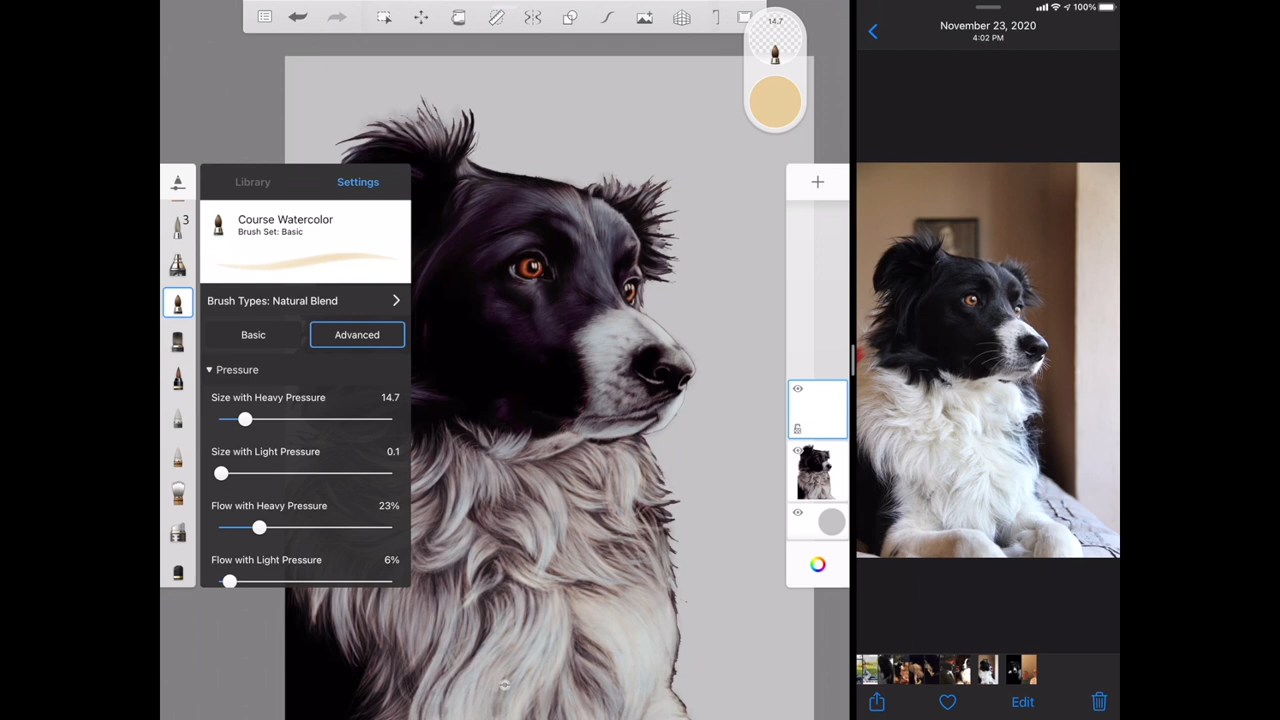 14.7
Library
Settings
Course Watercolor
Brush Set: Basic
3
Brush Types: Natural Blend
Basic
Advanced
Pressure
Size with Heavy Pressure 14.7
Size with Light Pressure 0.1
Flow with Heavy Pressure 23%
Flow with Light Pressure 6%
100%
November 23, 2020
4:02 PM
Edit